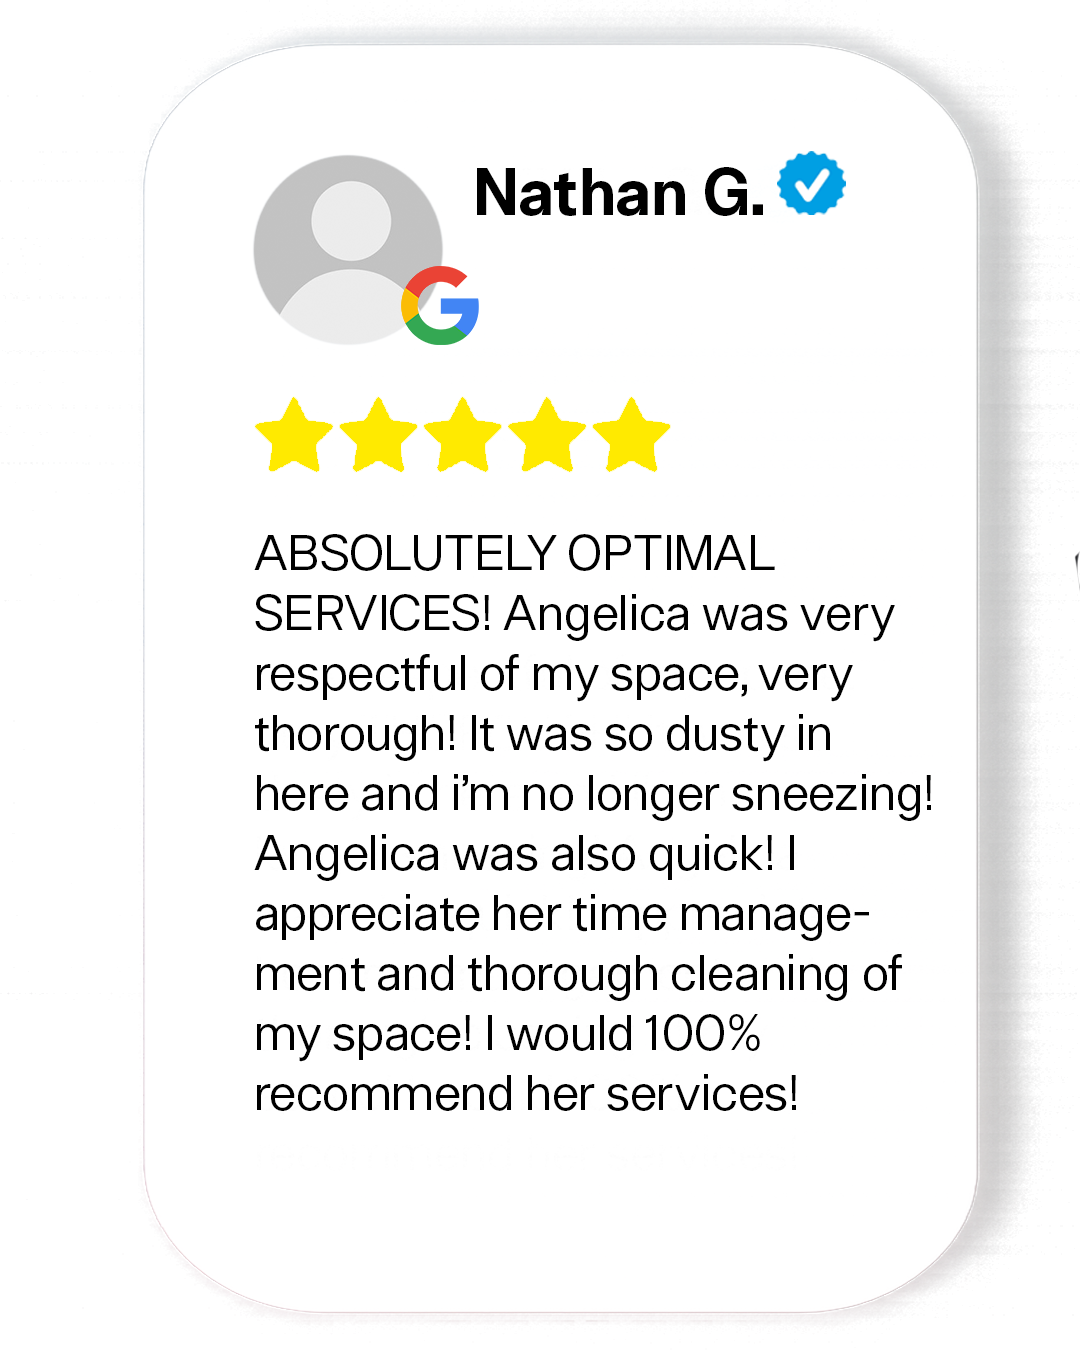 Nathan G.
ABSOLUTELY OPTIMAL
SERVICES! Angelica was very
respectful of my space, very
thorough! It was so dusty in
here and i’m no longer sneezing!
Angelica was also quick! I
appreciate her time manage-
ment and thorough cleaning of
my space! I would 100%
recommend her services!